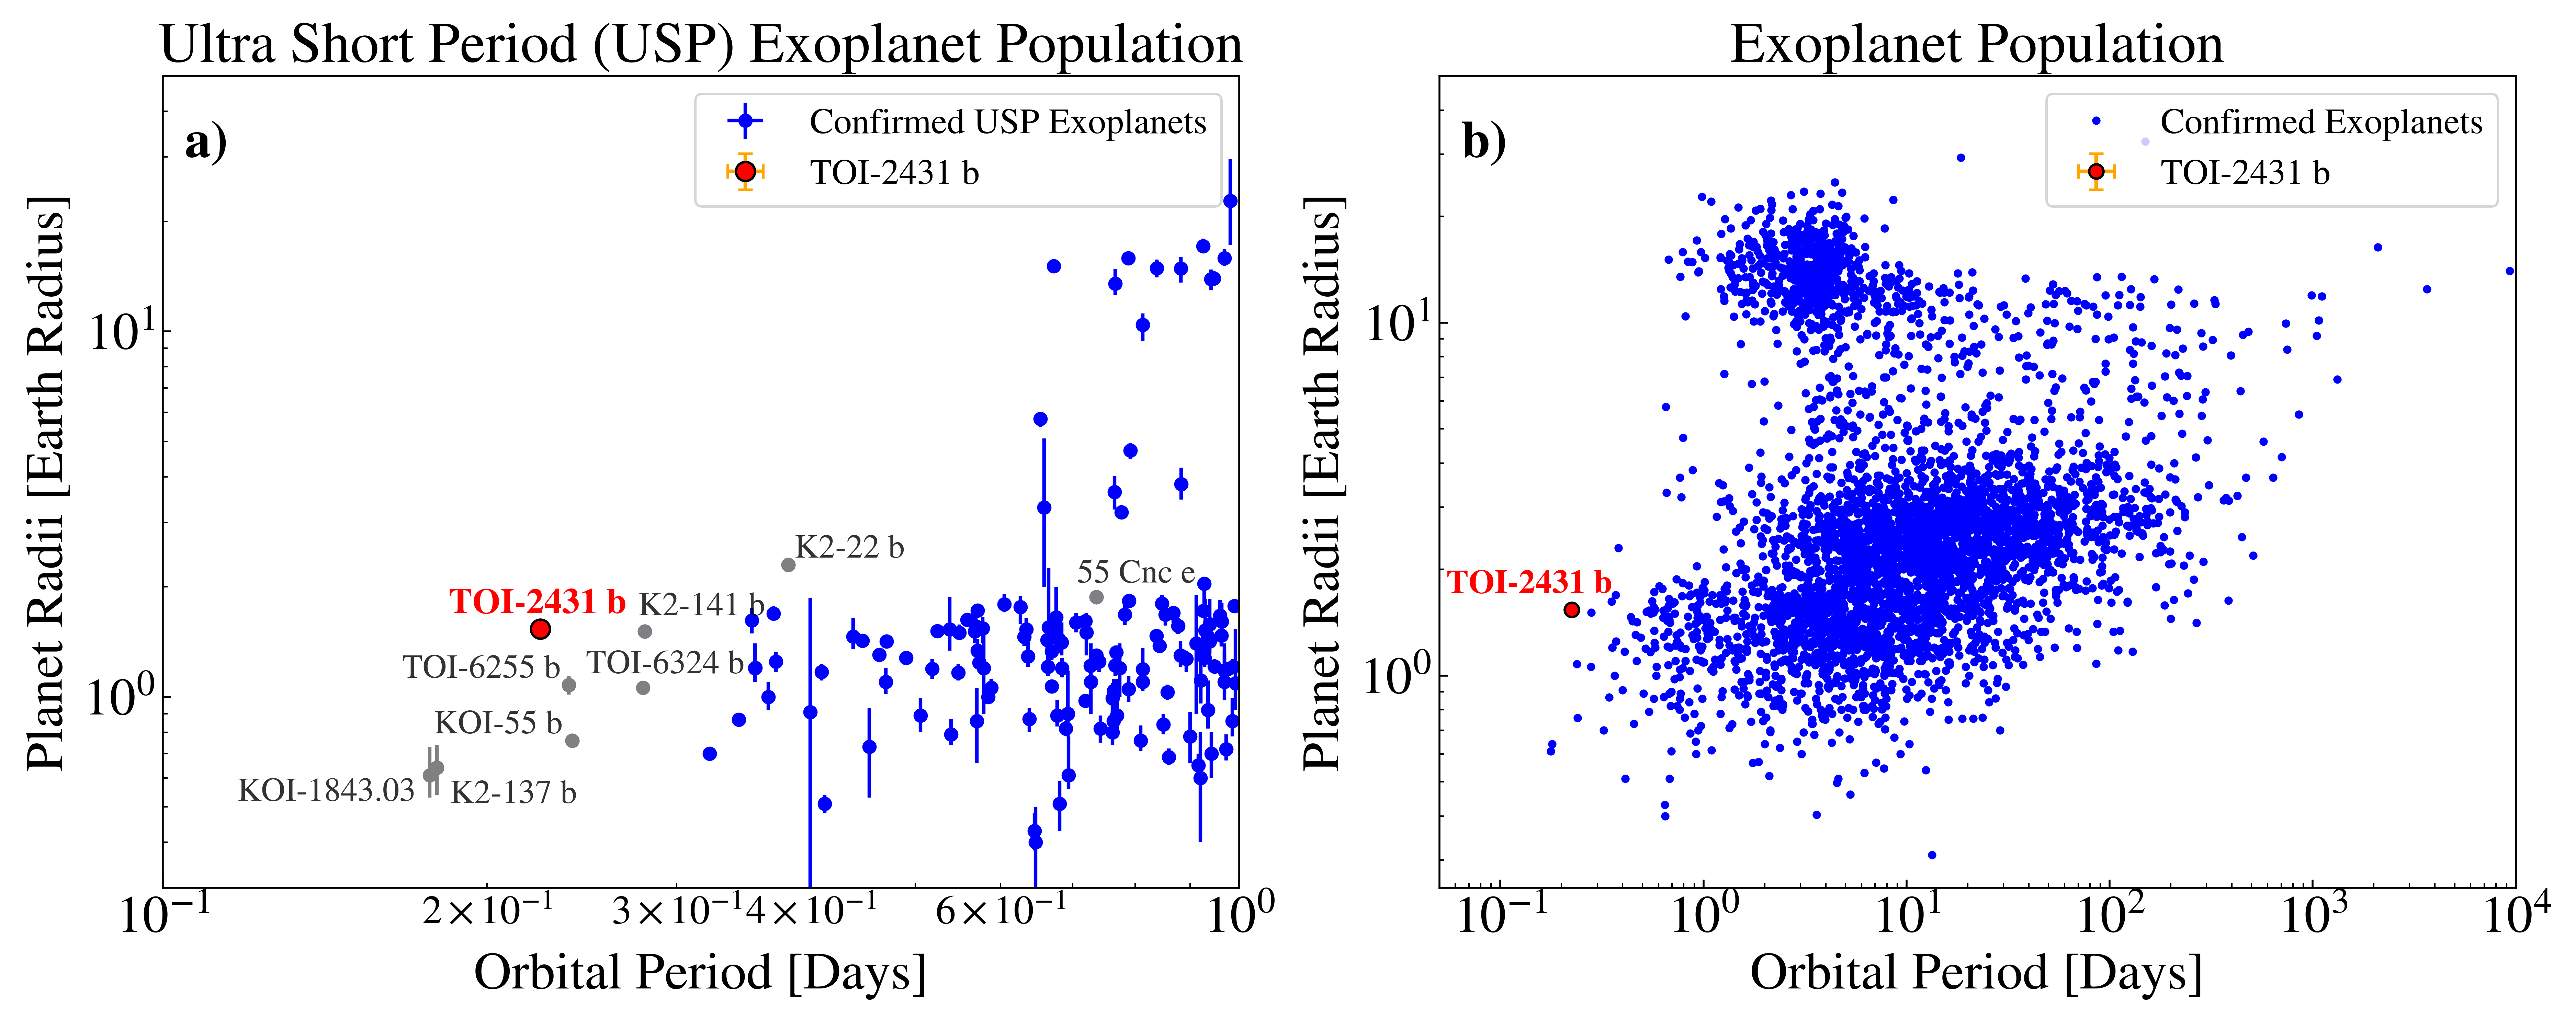 Ultra Short Period (USP) Exoplanet Population
a)
Confirmed USP Exoplanets
TOI-2431 b
K2-22 b
55 Cnc e
TOI-2431 b
K2-141 b
TOI-6255 b
TOI-6324 b
KOI-55 b
KOI-1843.03
K2-137 b
Planet Radii [Earth Radius]
10¹
10⁰
10⁻¹
2×10⁻¹
3×10⁻¹
4×10⁻¹
6×10⁻¹
10⁰
Orbital Period [Days]
Exoplanet Population
b)
Confirmed Exoplanets
TOI-2431 b
TOI-2431 b
Planet Radii [Earth Radius]
10¹
10⁰
10⁻¹
10⁰
10¹
10²
10³
10⁴
Orbital Period [Days]